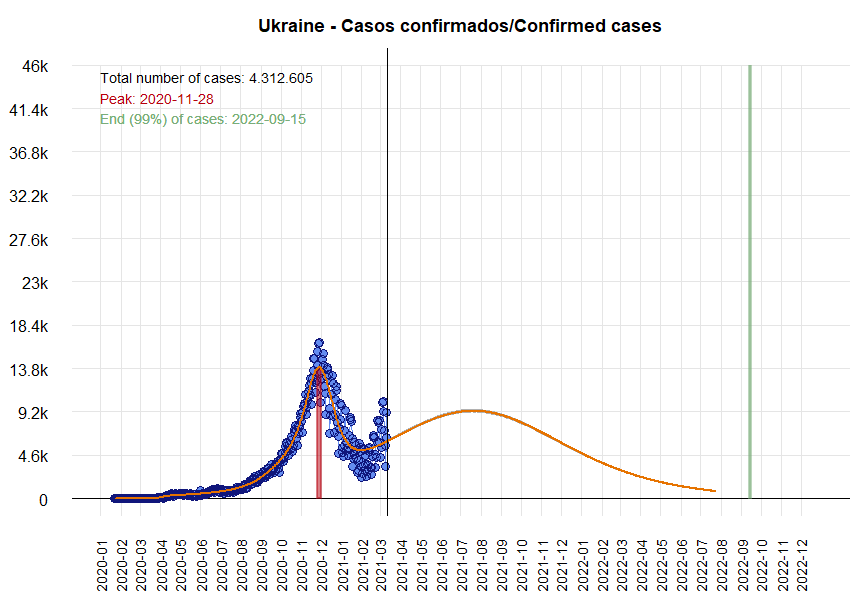 Ukraine - Casos confirmados/Confirmed cases
46k
Total number of cases: 4.312.605
Peak: 2020-11-28
41.4k
End (99%) of cases: 2022-09-15
36.8k
32.2k
27.6k
23k
18.4k
13.8k
9.2k
4.6k
0
2020-01
2020-02
2020-03
2020-04
2020-05
2020-06
2020-07
2020-08
2020-09
2020-10
2020-11
2020-12
2021-01
2021-02
2021-03
2021-04
2021-05
2021-06
2021-07
2021-08
2021-09
2021-10
2021-11
2021-12
2022-01
2022-02
2022-03
2022-04
2022-05
2022-06
2022-07
2022-08
2022-09
2022-10
2022-11
2022-12